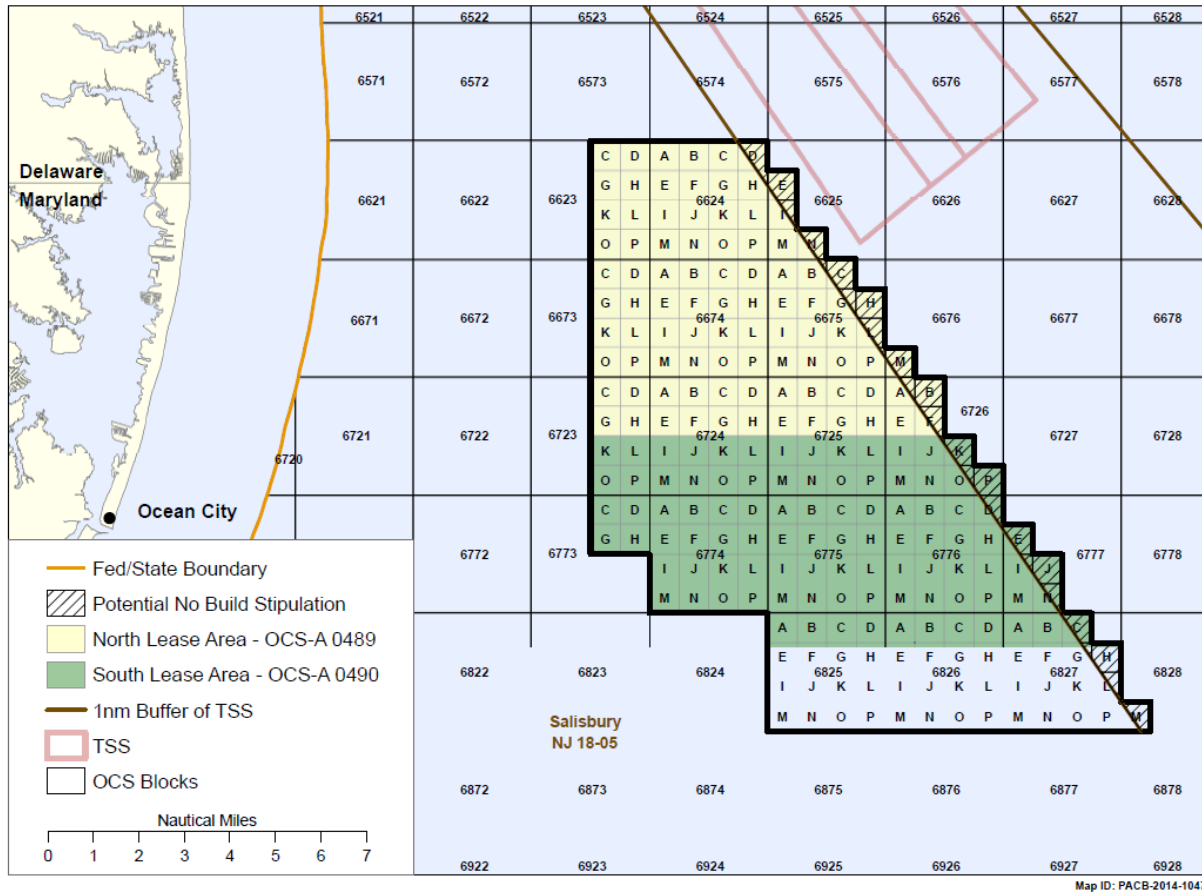 6521 6522 6523 6524 6525 6526 6527 6528
6571 6572 6573 6574 6575 6576 6577 6578
C D A B C D
Delaware
G H E F G H E
Maryland
6621 6622 6623 6624 6625 6626 6627 6628
K L I J K L I
O P M N O P M N
C D A B C D A B C
G H E F G H E F G H
6671 6672 6673 6674 6675 6676 6677 6678
K L I J K L I J K L
O P M N O P M N O P M
C D A B C D A B C D A B
6726
G H E F G H E F G H E F
6721 6722 6723 6724 6725 6727 6728
K L I J K L I J K L I J K
6720
O P M N O P M N O P M N O P
C D A B C D A B C D A B C D
Ocean City
G H E F G H E F G H E F G H E
6772 6773 6774 6775 6776 6777 6778
I J K L I J K L I J K L I J
M N O P M N O P M N O P M N
A B C D A B C D A B C
E F G H E F G H E F G H
6822 6823 6824 6825 6826 6827 6828
I J K L I J K L I J K L
M N O P M N O P M N O P M
Salisbury
NJ 18-05
6872 6873 6874 6875 6876 6877 6878
6922 6923 6924 6925 6926 6927 6928
Fed/State Boundary
Potential No Build Stipulation
North Lease Area - OCS-A 0489
South Lease Area - OCS-A 0490
1nm Buffer of TSS
TSS
OCS Blocks
Nautical Miles
0 1 2 3 4 5 6 7